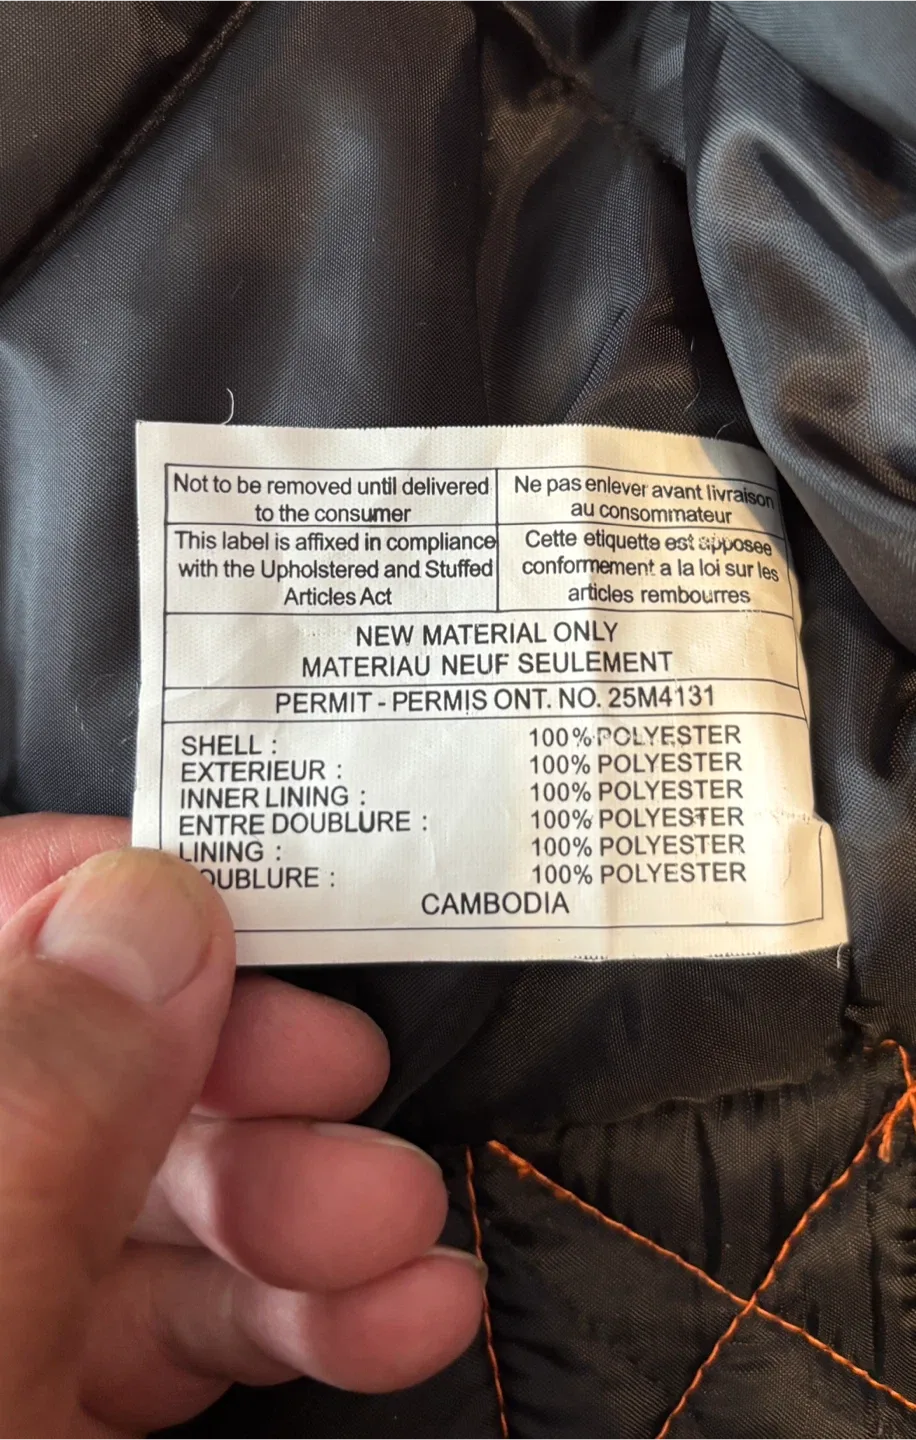 Not to be removed until delivered
to the consumer
Ne pas enlever avant livraison
au consommateur
This label is affixed in compliance
with the Upholstered and Stuffed
Articles Act
Cette etiquette est apposee
conformement a la loi sur les
articles rembourres
NEW MATERIAL ONLY
MATERIAU NEUF SEULEMENT
PERMIT - PERMIS ONT. NO. 25M4131
SHELL : 100% POLYESTER
EXTERIEUR : 100% POLYESTER
INNER LINING : 100% POLYESTER
ENTRE DOUBLURE : 100% POLYESTER
LINING : 100% POLYESTER
DOUBLURE : 100% POLYESTER
CAMBODIA